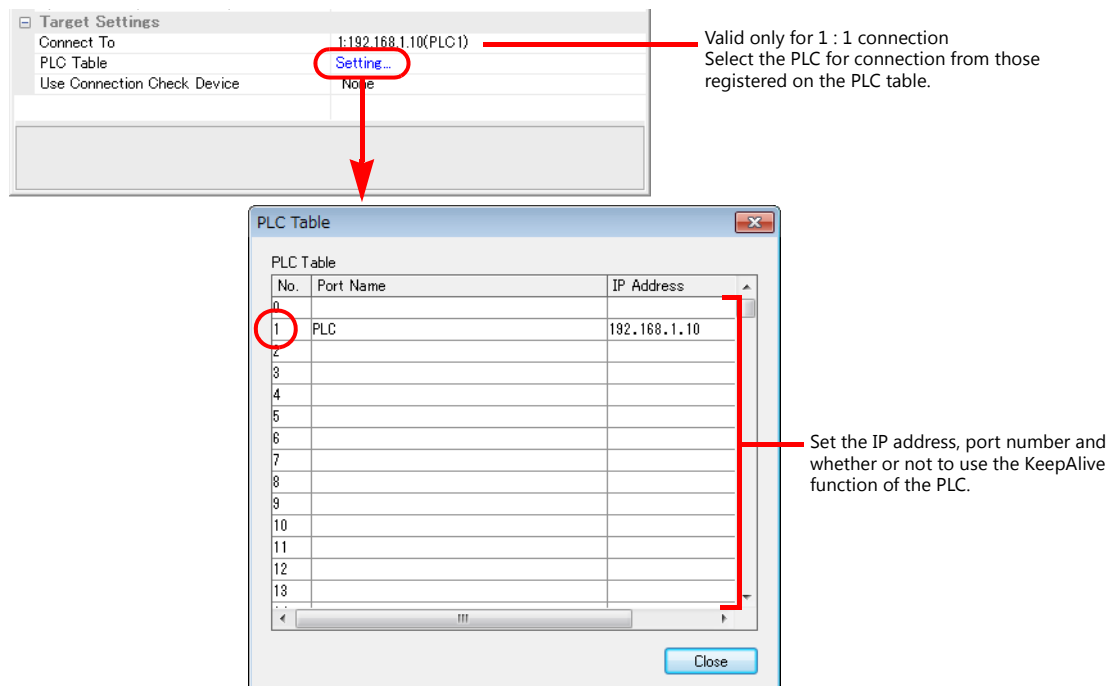 Target Settings
Connect To 1:192.168.1.10(PLC1)
PLC Table Setting...
Use Connection Check Device None
Valid only for 1 : 1 connection
Select the PLC for connection from those
registered on the PLC table.
PLC Table
PLC Table
No. Port Name IP Address
0
1 PLC 192.168.1.10
2
3
4
5
6
7
8
9
10
11
12
13
Set the IP address, port number and
whether or not to use the KeepAlive
function of the PLC.
Close